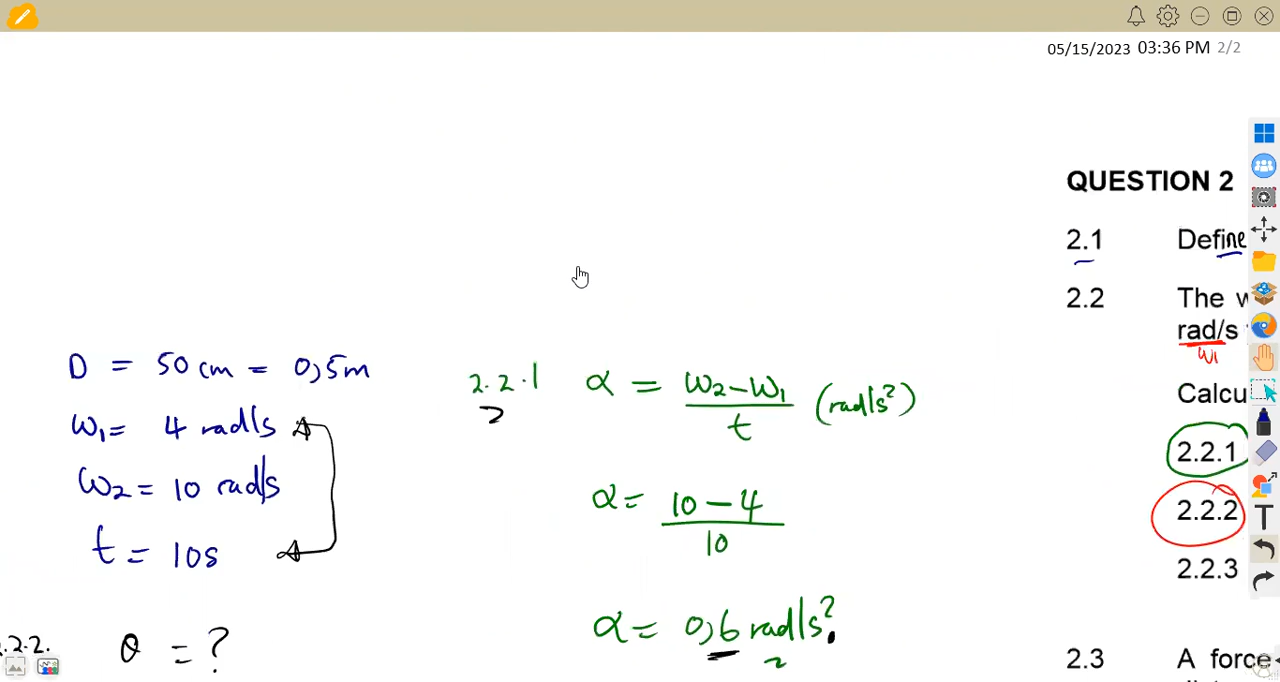 05/15/2023 03:36 PM 2/2
QUESTION 2
2.1 Define
2.2 The w
rad/s
ω1
Calcu
2.2.1
2.2.2
2.2.3
2.3 A force
D = 50 cm = 0,5m
ω1 = 4 rad/s
ω2 = 10 rad/s
t = 10s
.2.2. θ = ?
2.2.1 α = ω2-ω1 / t (rad/s²)
α = 10-4 / 10
α = 0,6 rad/s².